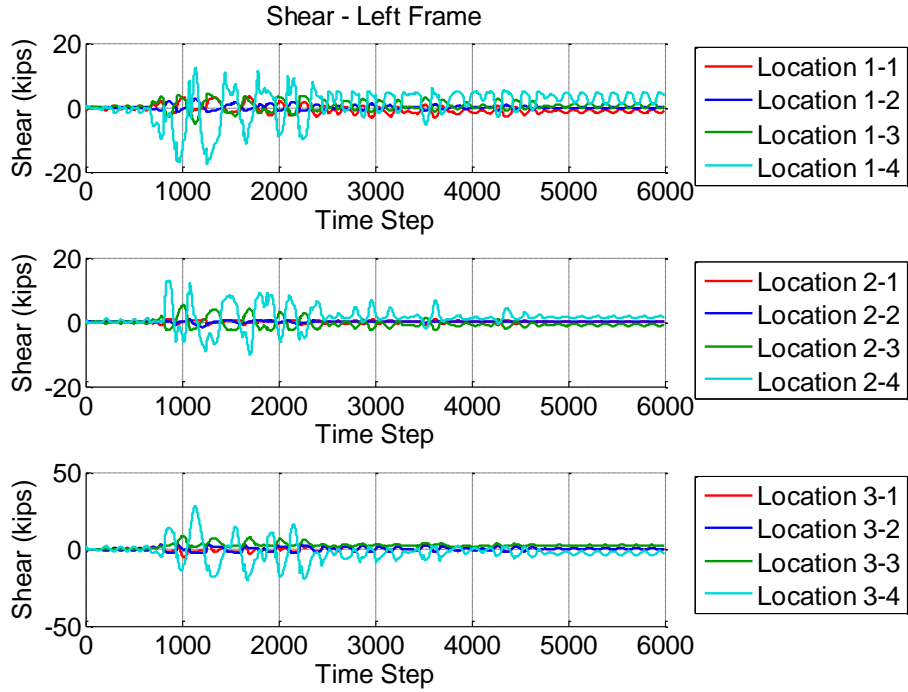 Shear - Left Frame
20
0
-20
Shear (kips)
0 1000 2000 3000 4000 5000 6000
Time Step
Location 1-1
Location 1-2
Location 1-3
Location 1-4
20
0
-20
Shear (kips)
0 1000 2000 3000 4000 5000 6000
Time Step
Location 2-1
Location 2-2
Location 2-3
Location 2-4
50
0
-50
Shear (kips)
0 1000 2000 3000 4000 5000 6000
Time Step
Location 3-1
Location 3-2
Location 3-3
Location 3-4